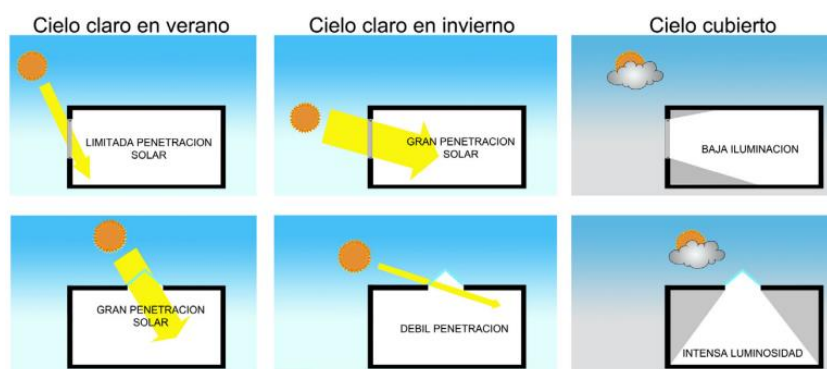 Cielo claro en verano
Cielo claro en invierno
Cielo cubierto
LIMITADA PENETRACION
SOLAR
GRAN PENETRACION
SOLAR
BAJA ILUMINACION
GRAN PENETRACION
SOLAR
DEBIL PENETRACION
INTENSA LUMINOSIDAD